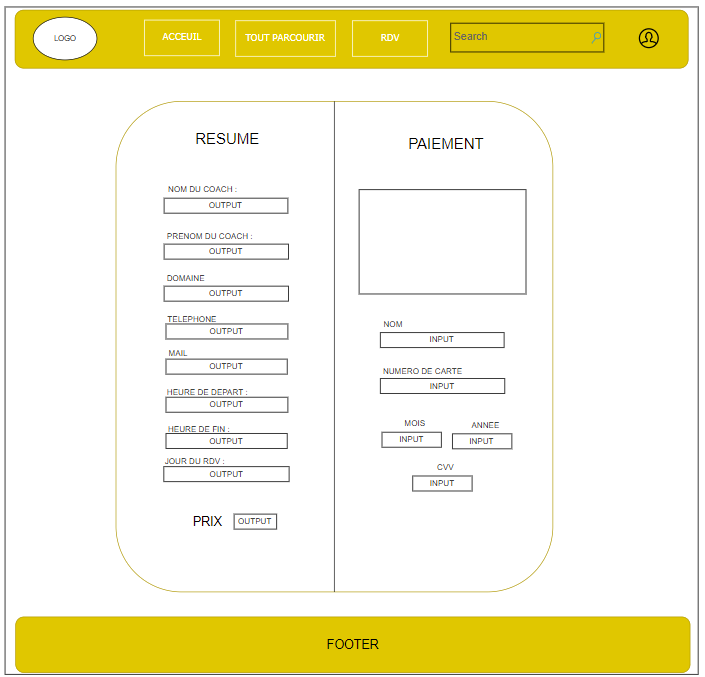 LOGO
ACCEUIL
TOUT PARCOURIR
RDV
Search
RESUME
NOM DU COACH :
OUTPUT
PRENOM DU COACH :
OUTPUT
DOMAINE
OUTPUT
TELEPHONE
OUTPUT
MAIL
OUTPUT
HEURE DE DEPART :
OUTPUT
HEURE DE FIN :
OUTPUT
JOUR DU RDV :
OUTPUT
PRIX OUTPUT
PAIEMENT
NOM
INPUT
NUMERO DE CARTE
INPUT
MOIS
INPUT
ANNEE
INPUT
CVV
INPUT
FOOTER